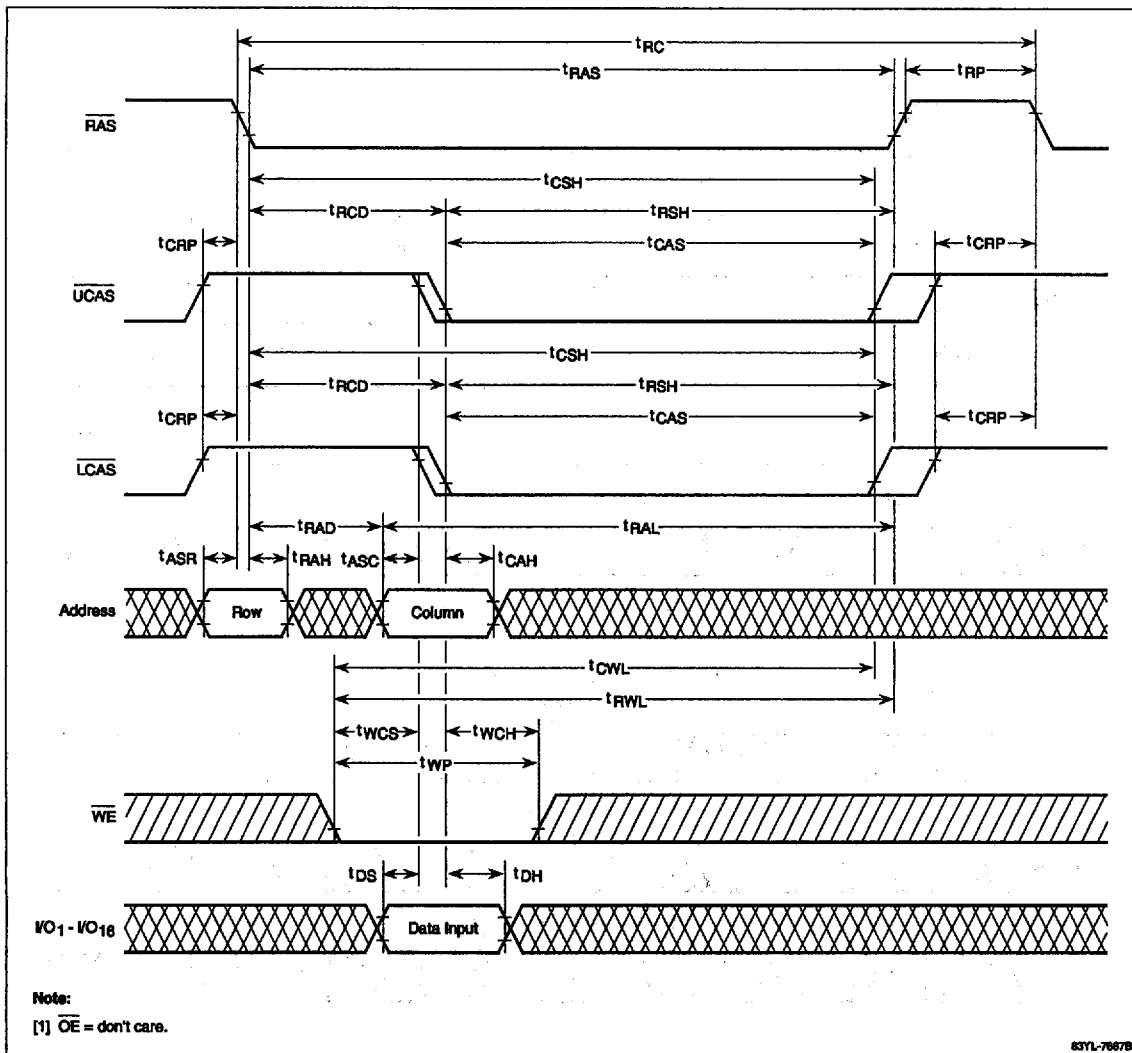 tRC
tRAS
tRP
RAS
tCSH
tRCD
tRSH
tCRP
tCAS
tCRP
UCAS
tCSH
tRCD
tRSH
tCRP
tCAS
tCRP
LCAS
tRAD
tRAL
tASR
tRAH
tASC
tCAH
Address
Row
Column
tCWL
tRWL
tWCS
tWCH
tWP
WE
tDS
tDH
I/O1 - I/O16
Data Input
Note:
[1] OE = don't care.
83YL-7667B